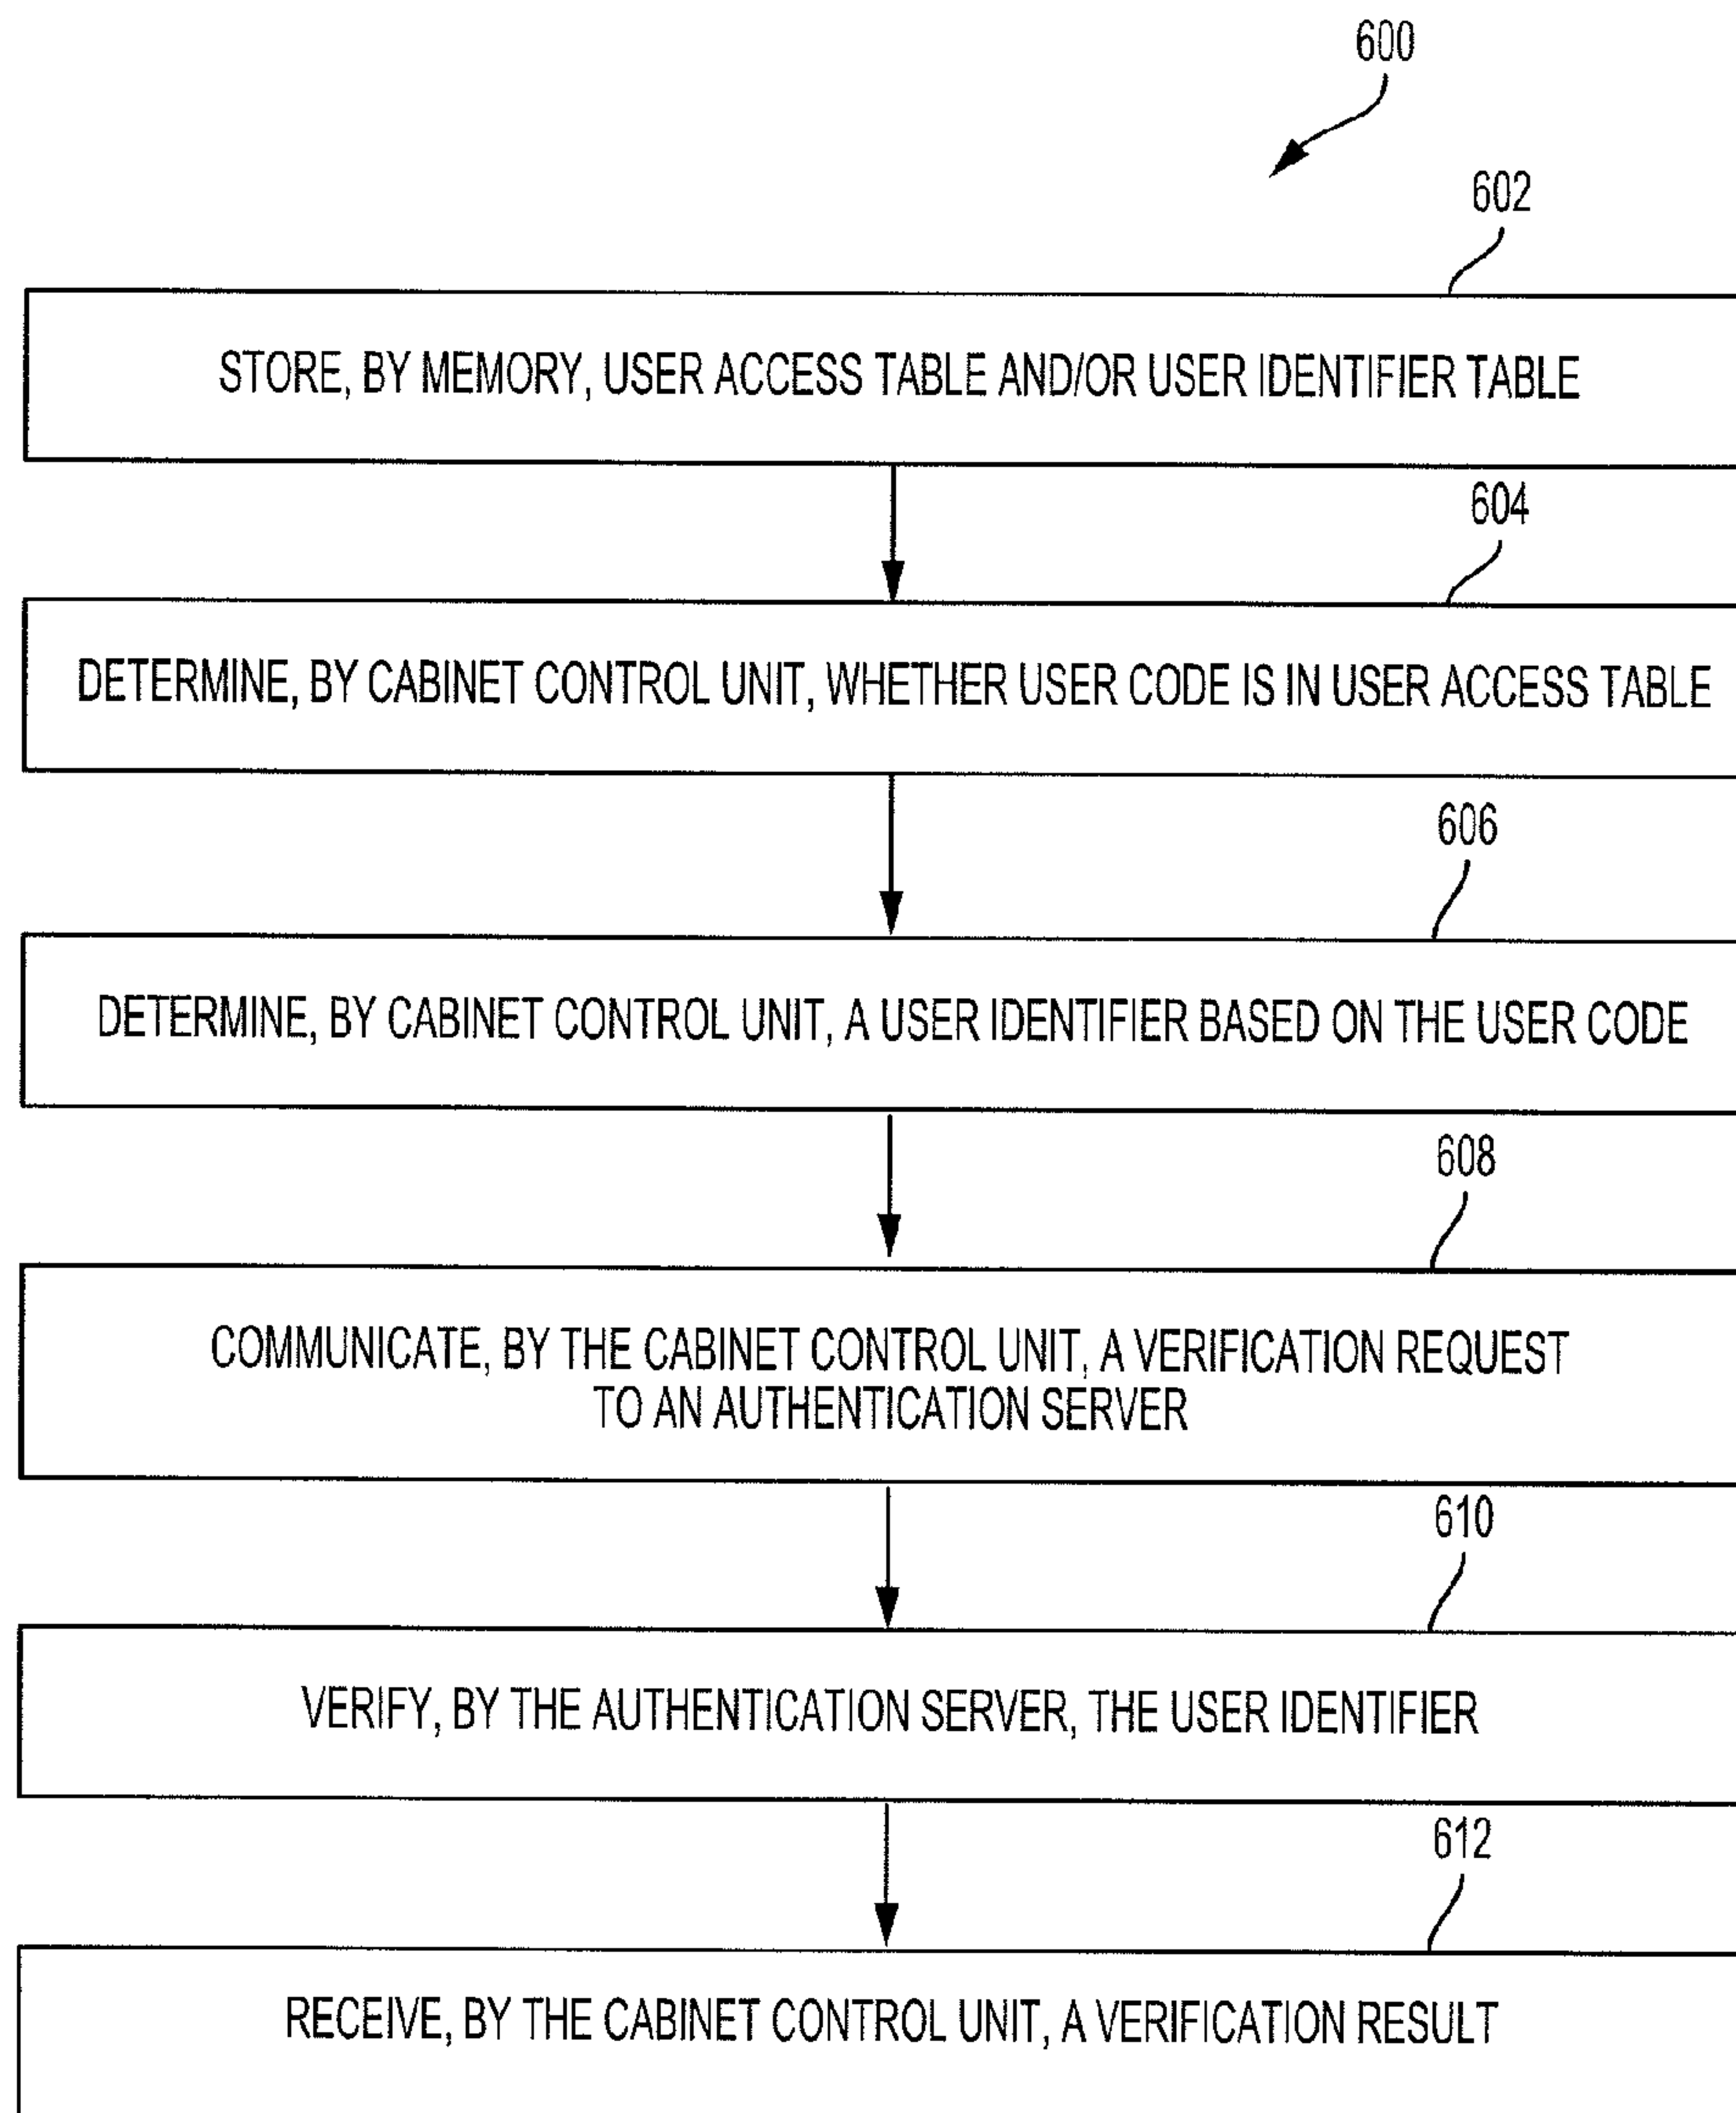 600
602
STORE, BY MEMORY, USER ACCESS TABLE AND/OR USER IDENTIFIER TABLE
604
DETERMINE, BY CABINET CONTROL UNIT, WHETHER USER CODE IS IN USER ACCESS TABLE
606
DETERMINE, BY CABINET CONTROL UNIT, A USER IDENTIFIER BASED ON THE USER CODE
608
COMMUNICATE, BY THE CABINET CONTROL UNIT, A VERIFICATION REQUEST
TO AN AUTHENTICATION SERVER
610
VERIFY, BY THE AUTHENTICATION SERVER, THE USER IDENTIFIER
612
RECEIVE, BY THE CABINET CONTROL UNIT, A VERIFICATION RESULT